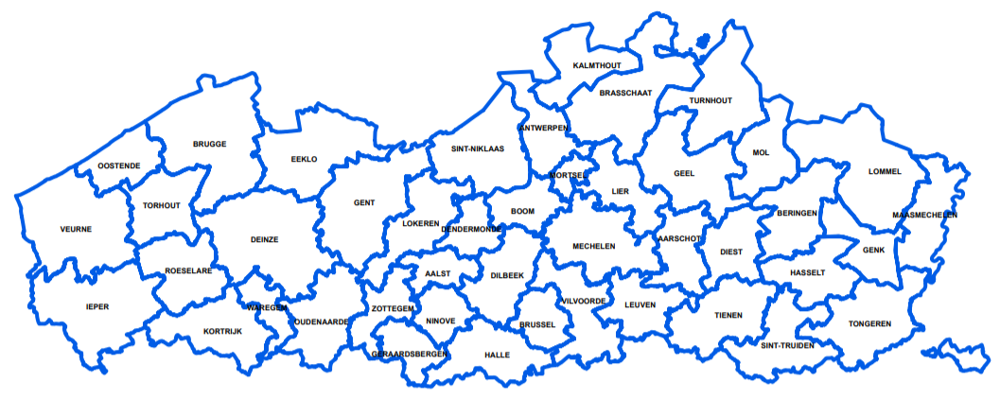 KALMTHOUT
BRASSCHAAT
TURNHOUT
ANTWERPEN
BRUGGE
SINT-NIKLAAS
MOL
EEKLO
OOSTENDE
MORTSEL
GEEL
LOMMEL
LIER
TORHOUT
GENT
BOOM
BERINGEN
MAASMECHELEN
LOKEREN
DENDERMONDE
VEURNE
DEINZE
AARSCHOT
MECHELEN
DIEST
GENK
ROESELARE
AALST
DILBEEK
HASSELT
IEPER
WAREGEM
ZOTTEGEM
VILVOORDE
LEUVEN
TIENEN
OUDENAARDE
NINOVE
BRUSSEL
TONGEREN
KORTRIJK
SINT-TRUIDEN
GERAARDSBERGEN
HALLE